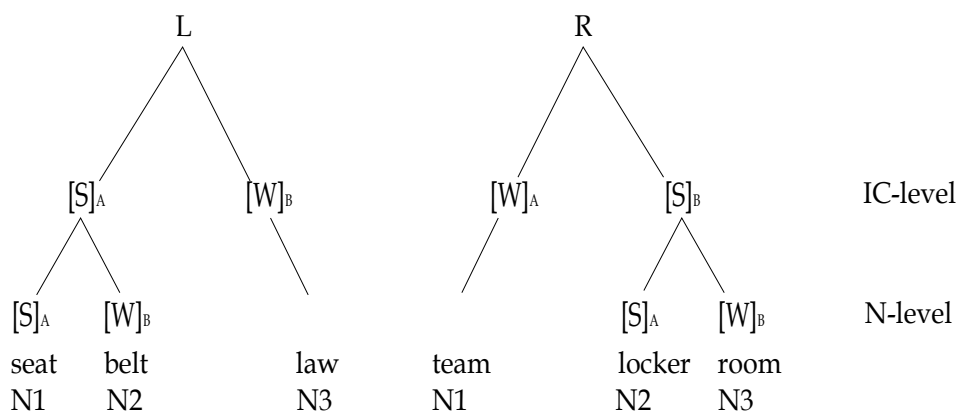 L R
[S]A [W]B [W]A [S]B IC-level
[S]A [W]B [S]A [W]B N-level
seat belt law team locker room
N1 N2 N3 N1 N2 N3